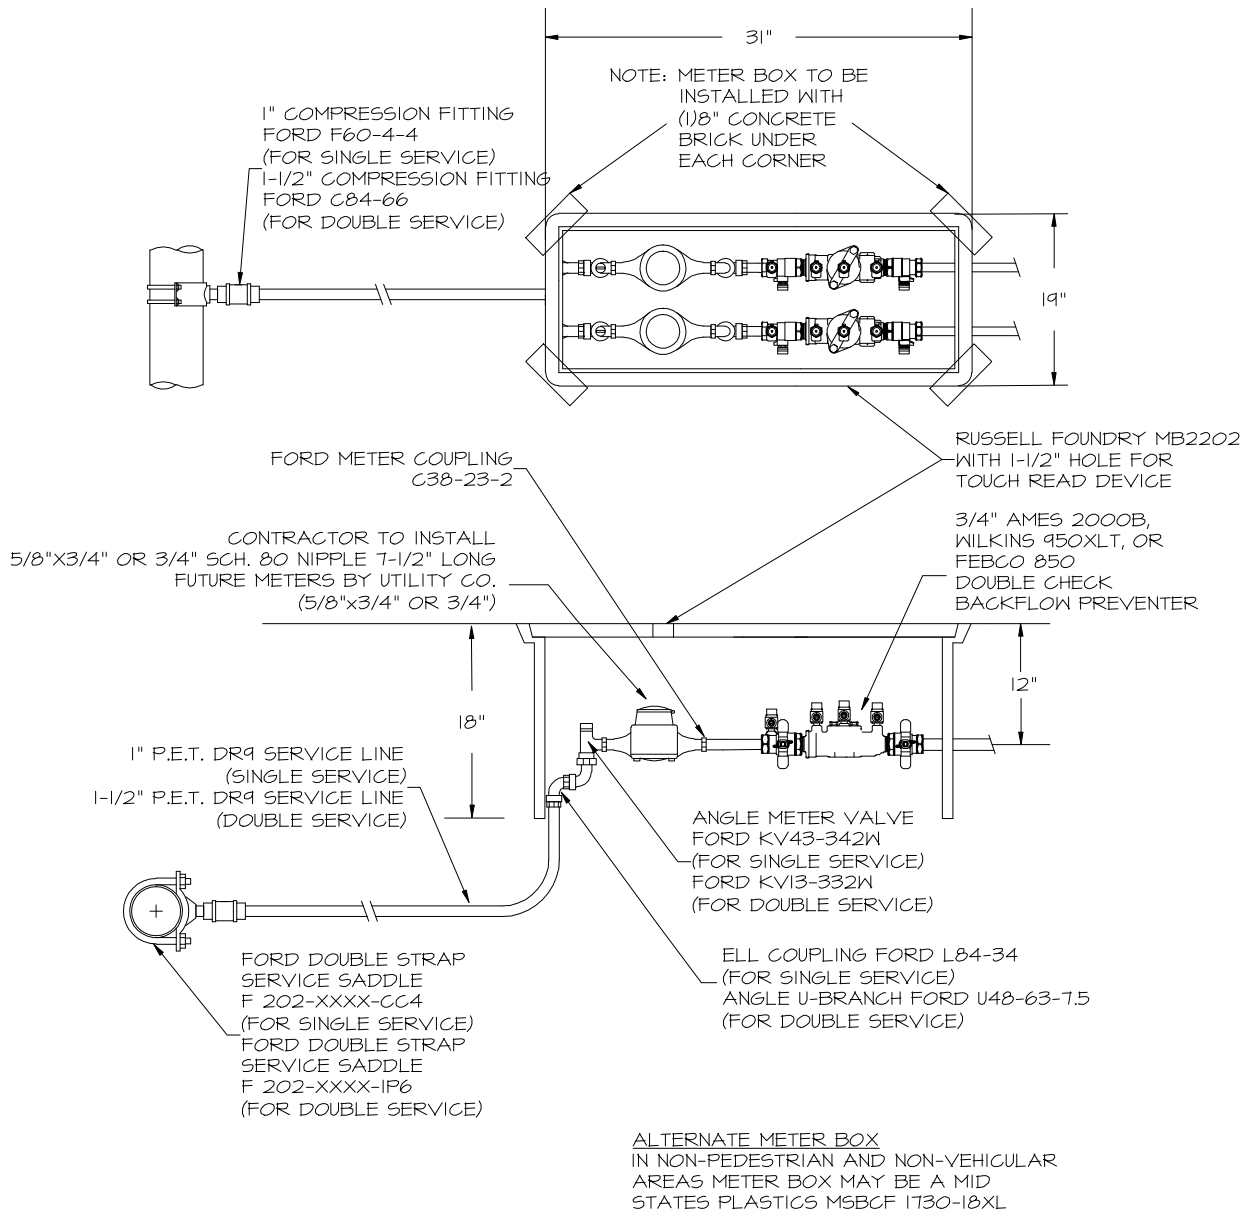 31"
NOTE: METER BOX TO BE
INSTALLED WITH
(1)8" CONCRETE
BRICK UNDER
EACH CORNER
1" COMPRESSION FITTING
FORD F60-4-4
(FOR SINGLE SERVICE)
1-1/2" COMPRESSION FITTING
FORD C84-66
(FOR DOUBLE SERVICE)
19"
RUSSELL FOUNDRY MB2202
WITH 1-1/2" HOLE FOR
TOUCH READ DEVICE
FORD METER COUPLING
C38-23-2
3/4" AMES 2000B,
WILKINS 950XLT, OR
FEBCO 850
DOUBLE CHECK
BACKFLOW PREVENTER
CONTRACTOR TO INSTALL
5/8"X3/4" OR 3/4" SCH. 80 NIPPLE 7-1/2" LONG
FUTURE METERS BY UTILITY CO.
(5/8"x3/4" OR 3/4")
12"
18"
1" P.E.T. DR9 SERVICE LINE
(SINGLE SERVICE)
1-1/2" P.E.T. DR9 SERVICE LINE
(DOUBLE SERVICE)
ANGLE METER VALVE
FORD KV43-342W
(FOR SINGLE SERVICE)
FORD KV13-332W
(FOR DOUBLE SERVICE)
ELL COUPLING FORD L84-34
(FOR SINGLE SERVICE)
ANGLE U-BRANCH FORD U48-63-7.5
(FOR DOUBLE SERVICE)
FORD DOUBLE STRAP
SERVICE SADDLE
F 202-XXXX-CC4
(FOR SINGLE SERVICE)
FORD DOUBLE STRAP
SERVICE SADDLE
F 202-XXXX-IP6
(FOR DOUBLE SERVICE)
ALTERNATE METER BOX
IN NON-PEDESTRIAN AND NON-VEHICULAR
AREAS METER BOX MAY BE A MID
STATES PLASTICS MSBCF 1730-18XL